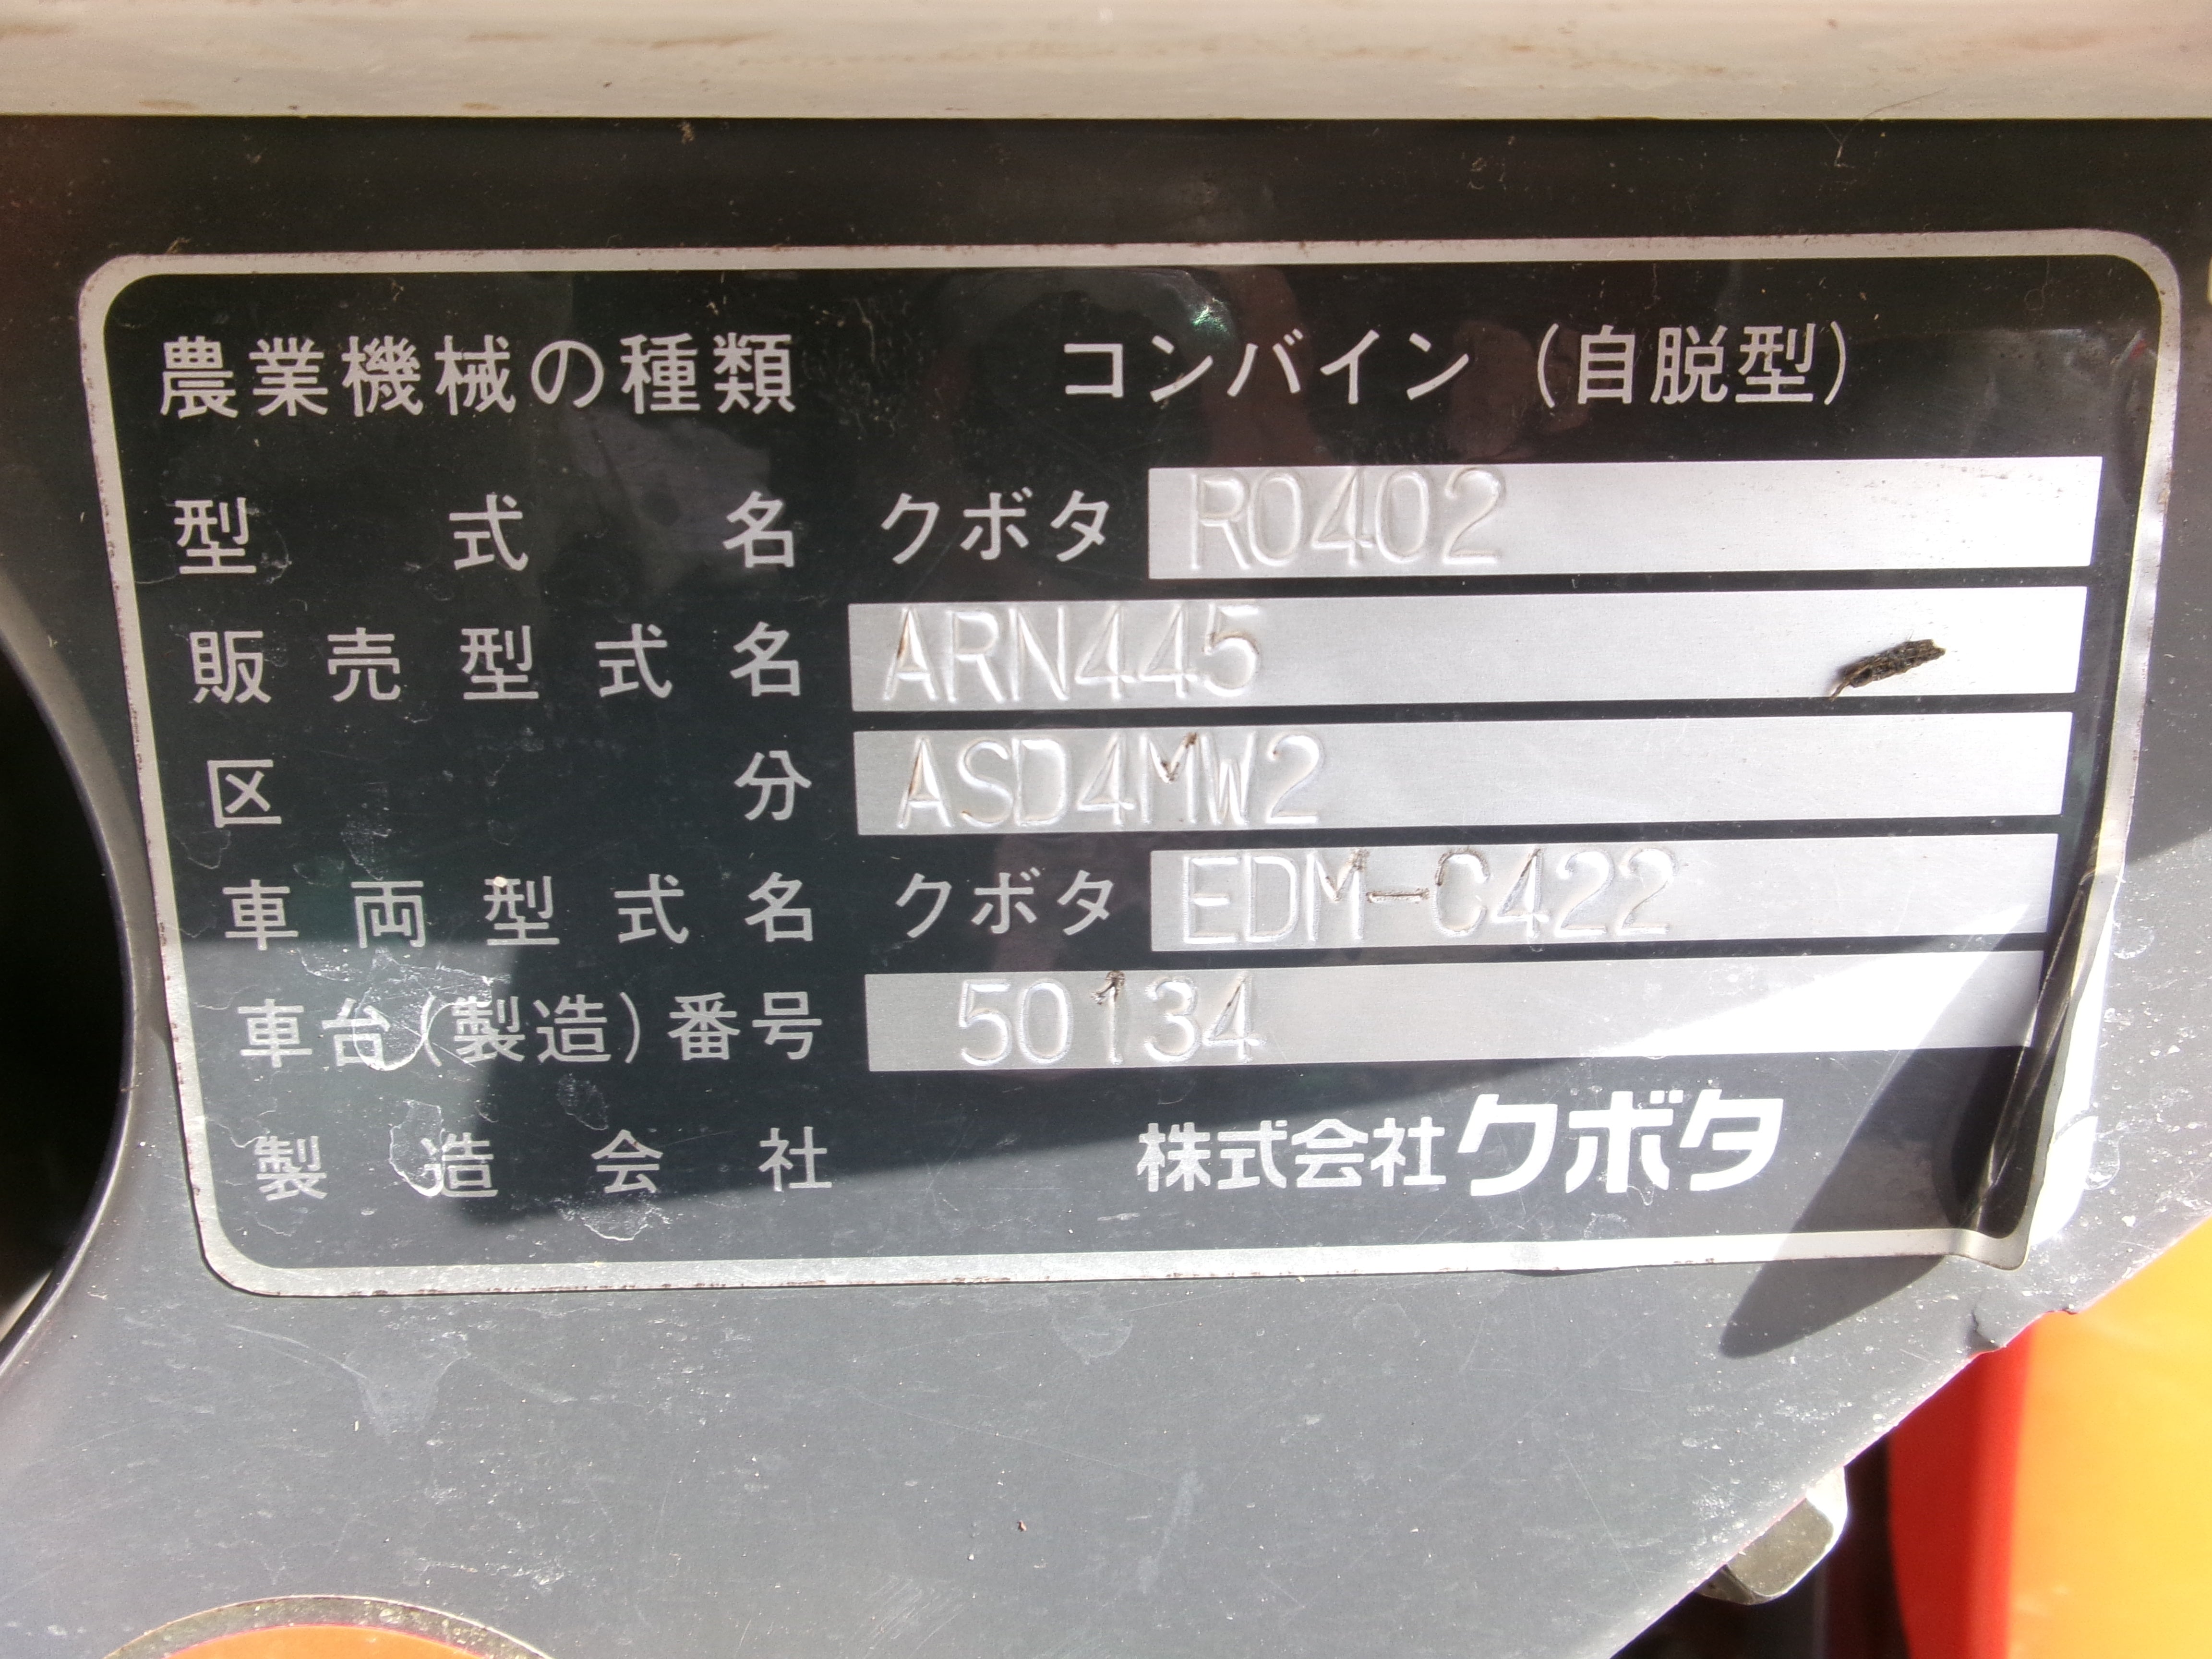 農業機械の種類 コンバイン（自脱型）
型式名 クボタ R0402
販売型式名 ARN445
区分 ASD4MW2
車両型式名 クボタ EDM-C422
車台(製造)番号 50134
製造会社 株式会社クボタ